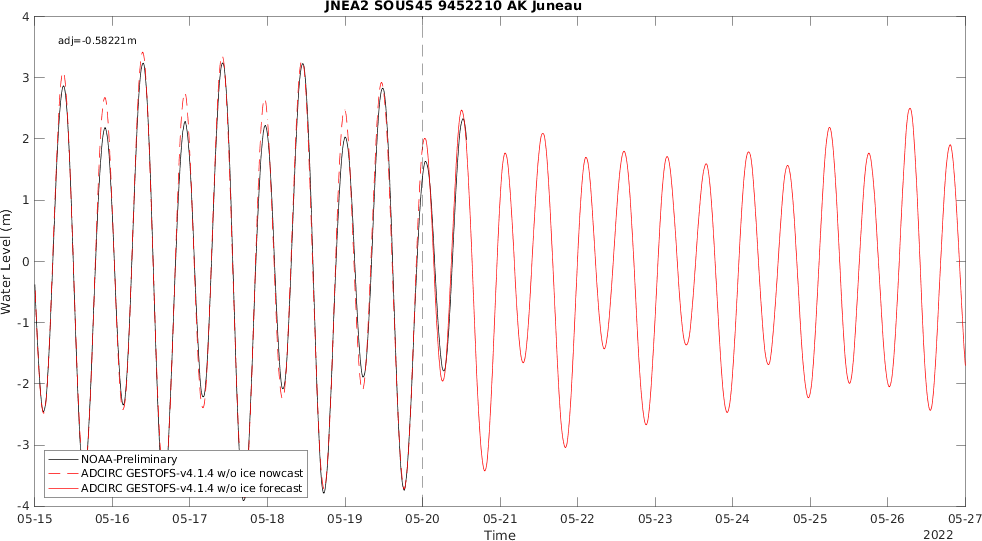 JNEA2 SOUS45 9452210 AK Juneau
adj=-0.58221m
4
3
2
1
0
-1
-2
-3
-4
Water Level (m)
NOAA-Preliminary
ADCIRC GESTOFS-v4.1.4 w/o ice nowcast
ADCIRC GESTOFS-v4.1.4 w/o ice forecast
05-15 05-16 05-17 05-18 05-19 05-20 05-21 05-22 05-23 05-24 05-25 05-26 05-27
Time
2022